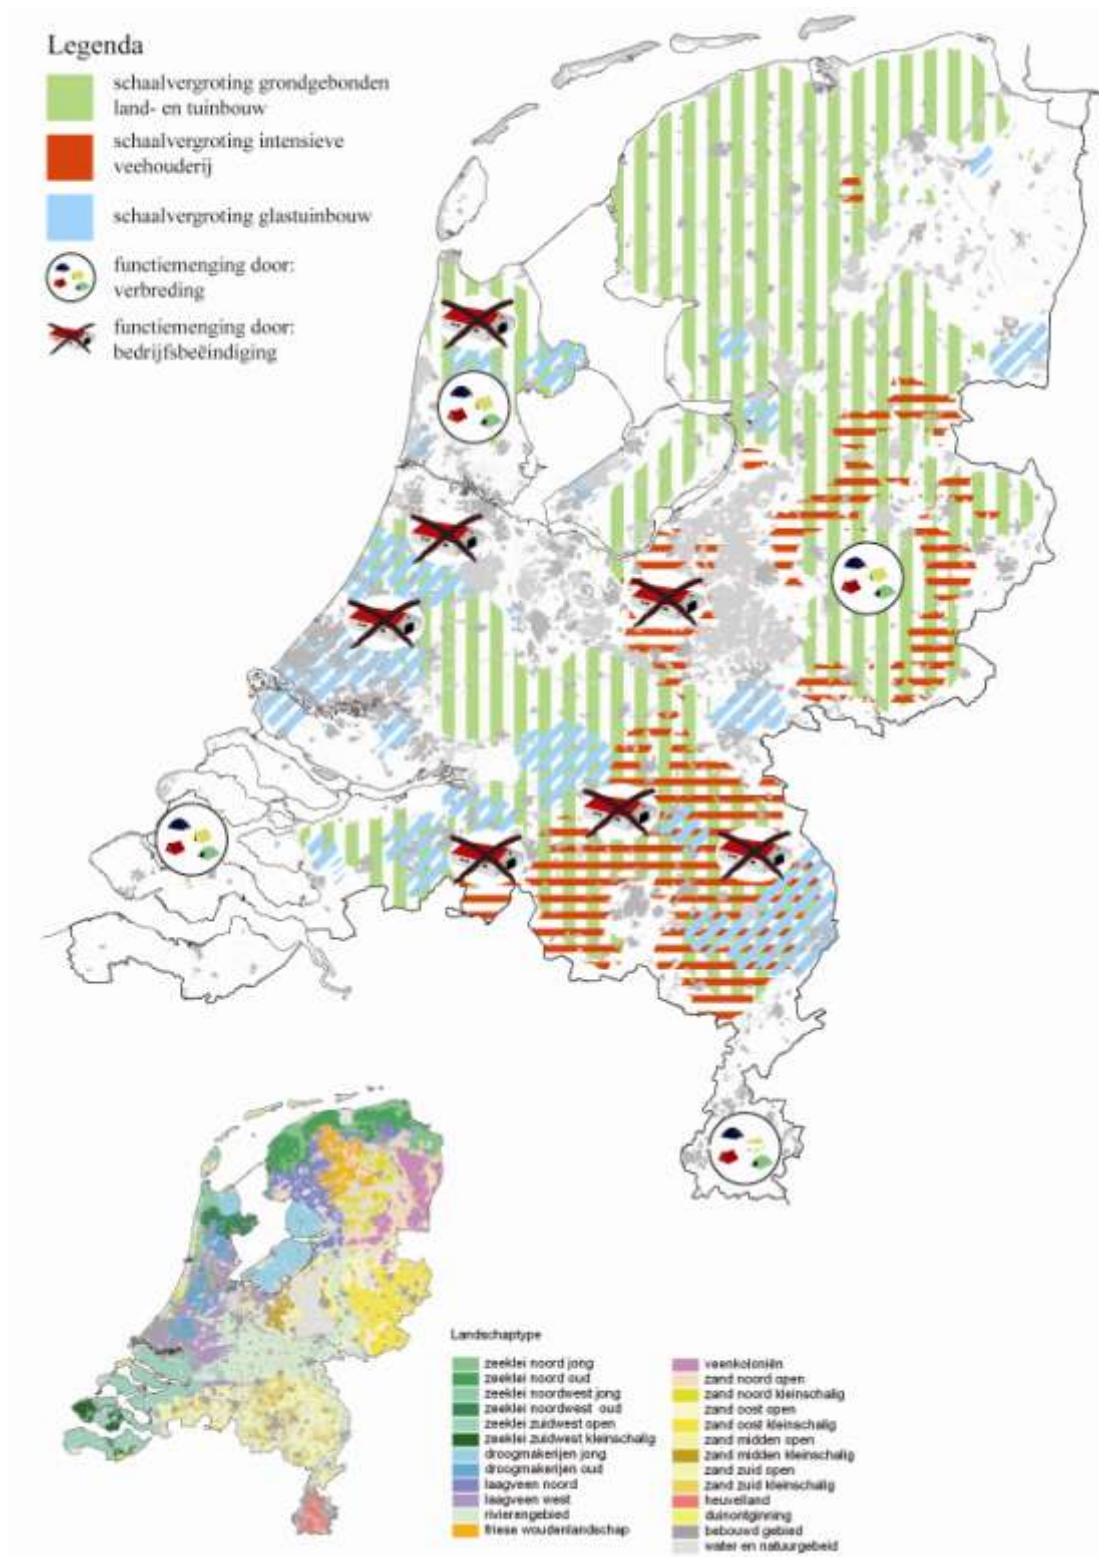 Legenda
schaalvergroting grondgebonden
land- en tuinbouw
schaalvergroting intensieve
veehouderij
schaalvergroting glastuinbouw
functiemenging door:
verbreding
functiemenging door:
bedrijfsbeëindiging
Landschaptype
zeeklei noord jong
zeeklei noord oud
zeeklei noordwest jong
zeeklei noordwest oud
zeeklei zuidwest open
zeeklei zuidwest kleinschalig
droogmakerijen jong
droogmakerijen oud
laagveen noord
laagveen west
rivierengebied
friese woudenlandschap
veenkoloniën
zand noord open
zand noord kleinschalig
zand oost open
zand oost kleinschalig
zand midden open
zand midden kleinschalig
zand zuid open
zand zuid kleinschalig
heuvelland
duinontginning
bebouwd gebied
water en natuurgebeid